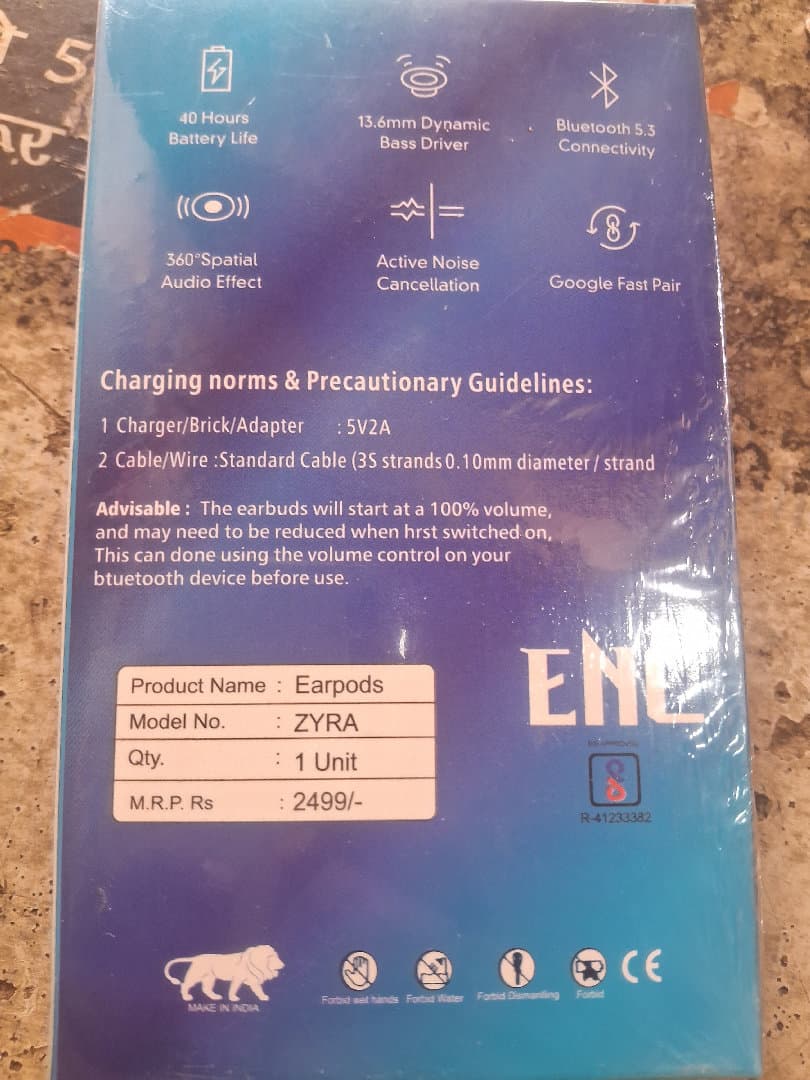 40 Hours
Battery Life
13.6mm Dynamic
Bass Driver
Bluetooth 5.3
Connectivity
360°Spatial
Audio Effect
Active Noise
Cancellation
Google Fast Pair
Charging norms & Precautionary Guidelines:
1 Charger/Brick/Adapter : 5V2A
2 Cable/Wire :Standard Cable (3S strands0.10mm diameter / strand
Advisable : The earbuds will start at a 100% volume,
and may need to be reduced when hrst switched on,
This can done using the volume control on your
btuetooth device before use.
ENC
Product Name : Earpods
Model No. : ZYRA
Qty. : 1 Unit
M.R.P. Rs : 2499/-
R-41233382
MAKE IN INDIA
Forbid wet hands
Forbid Water
Forbid Dismantling
Forbid
CE